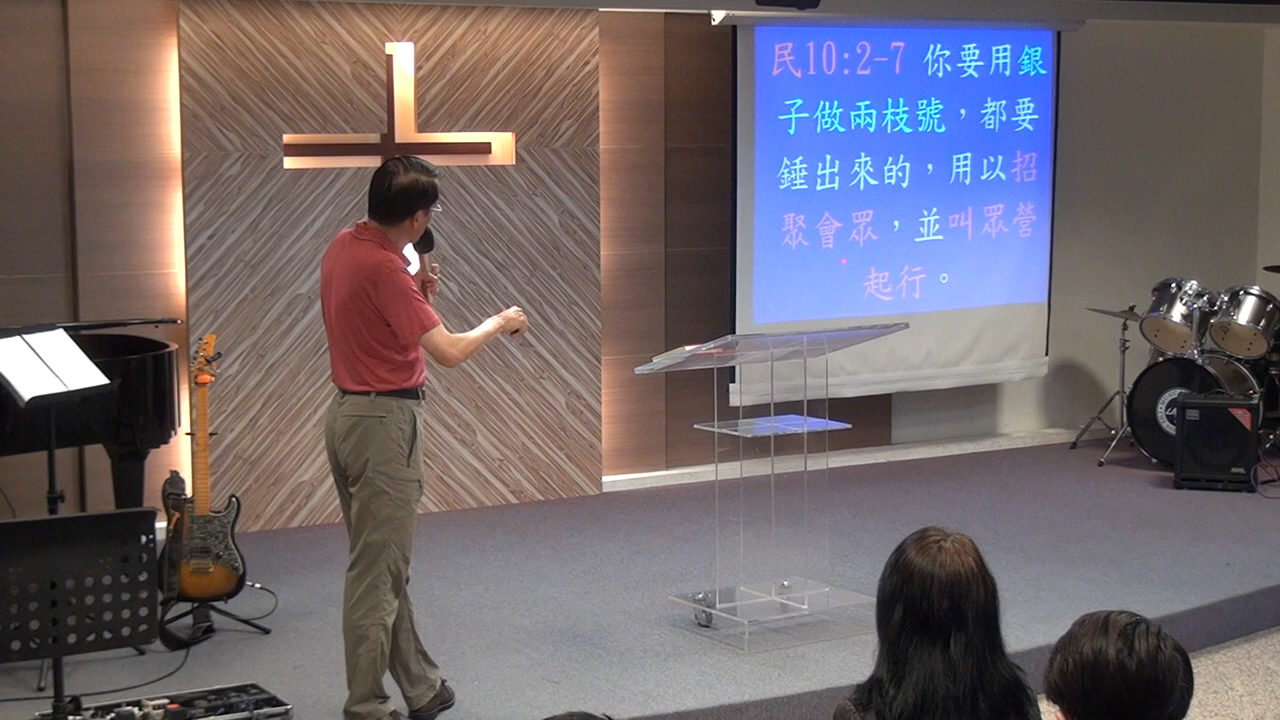 民10:2-7 你要用銀
子做兩枝號，都要
錘出來的，用以招
聚會眾，並叫眾營
起行。